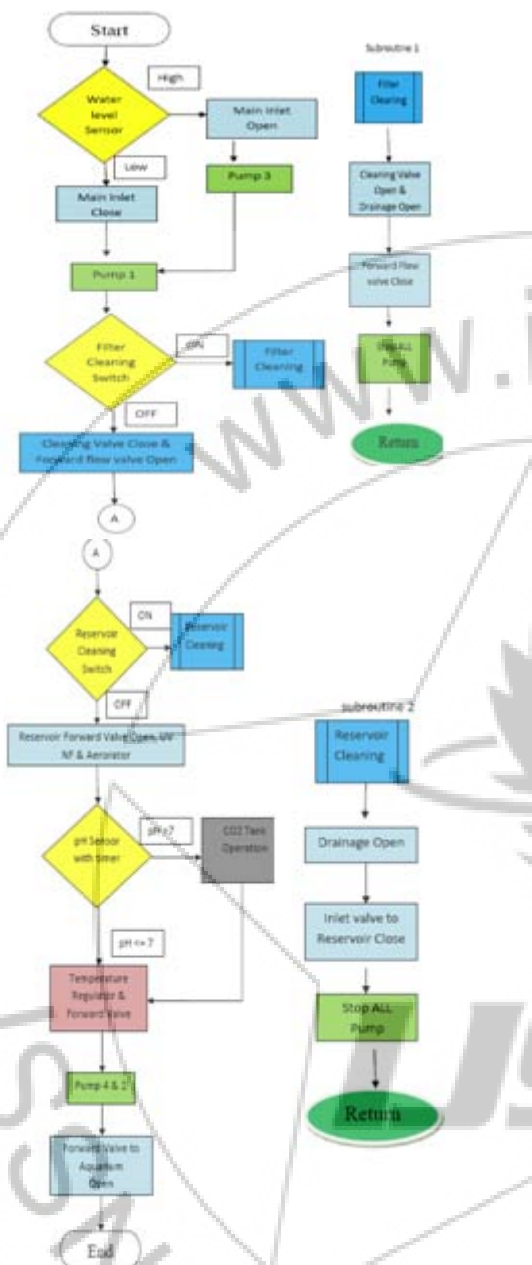 Start
Water
level
Sensor
High
Main Inlet
Open
Low
Pump 3
Main Inlet
Close
Pump 1
Filter
Cleaning
Switch
ON
Filter
Cleaning
OFF
Cleaning Valve Close &
Forward flow valve Open
A
Subroutine 1
Filter
Cleaning
Cleaning Valve
Open &
Drainage Open
Forward Flow
valve Close
Pump
Return
A
Reservoir
Cleaning
Switch
ON
Reservoir
Cleaning
OFF
Reservoir Forward Valve Open, UV
NF &
pH Sensor
with timer
CO2 Tank
Operation
pH <= 7
Temperature
Regulator &
Forward Valve
Pump 4 & 2
Forward Valve to
Aquarium
Open
End
subroutine 2
Reservoir
Cleaning
Drainage Open
Inlet valve to
Reservoir Close
Stop ALL
Pump
Return
www.i